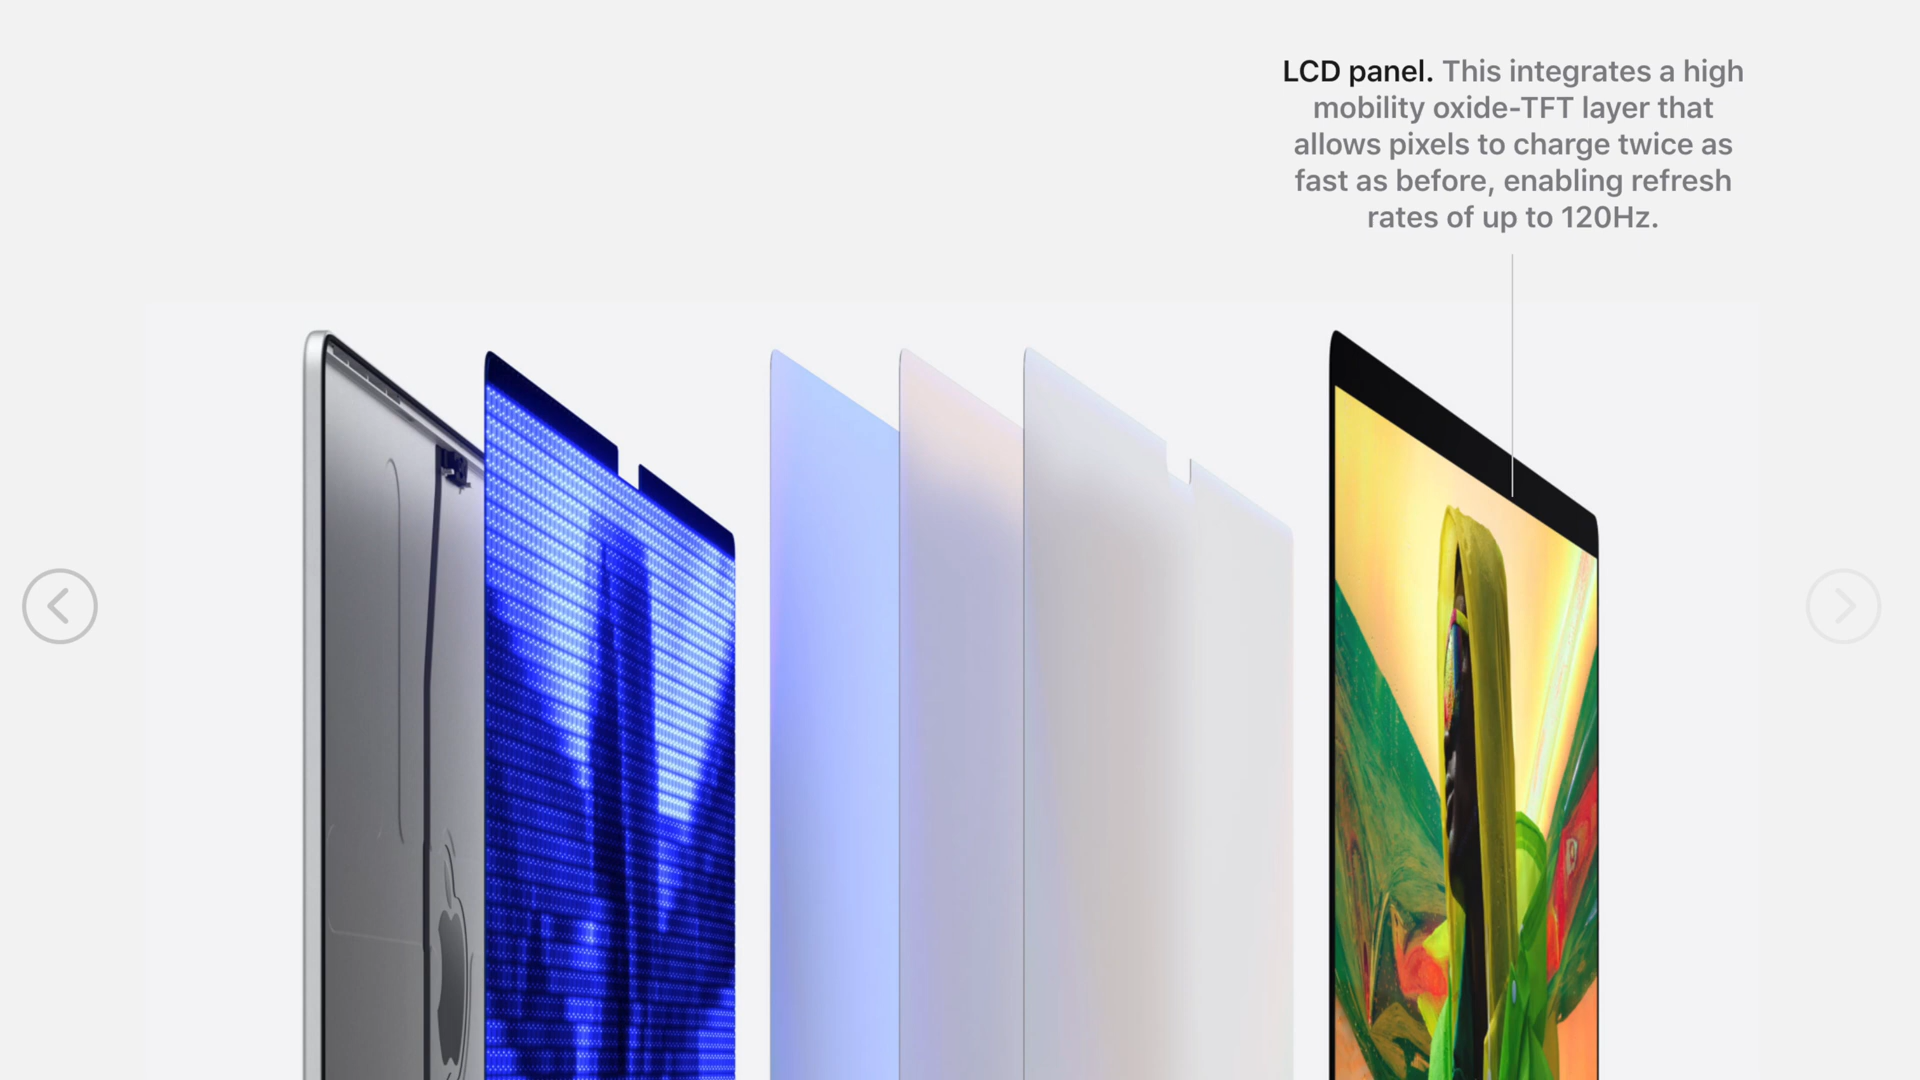 LCD panel. This integrates a high
mobility oxide-TFT layer that
allows pixels to charge twice as
fast as before, enabling refresh
rates of up to 120Hz.